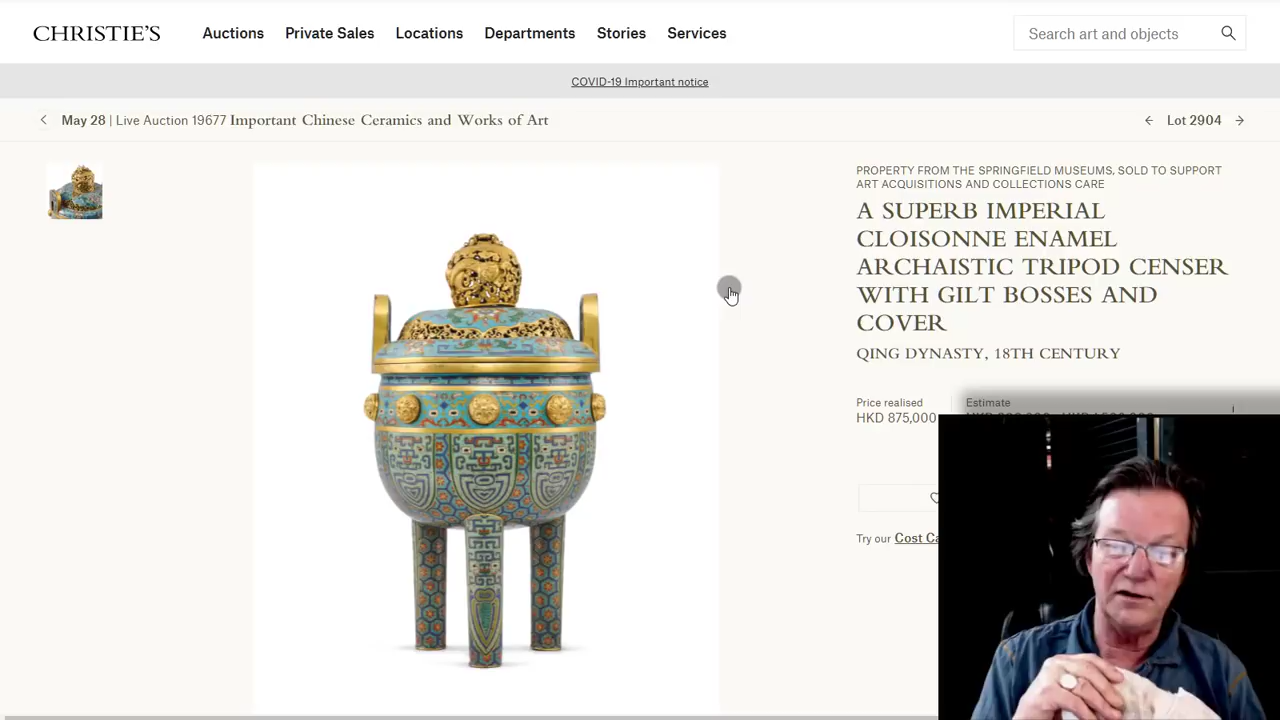 CHRISTIE'S
Auctions Private Sales Locations Departments Stories Services
Search art and objects
COVID-19 Important notice
May 28 | Live Auction 19677 Important Chinese Ceramics and Works of Art
Lot 2904
PROPERTY FROM THE SPRINGFIELD MUSEUMS, SOLD TO SUPPORT
ART ACQUISITIONS AND COLLECTIONS CARE
A SUPERB IMPERIAL
CLOISONNE ENAMEL
ARCHAISTIC TRIPOD CENSER
WITH GILT BOSSES AND
COVER
QING DYNASTY, 18TH CENTURY
Price realised
HKD 875,000
Estimate
Try our Cost Ca